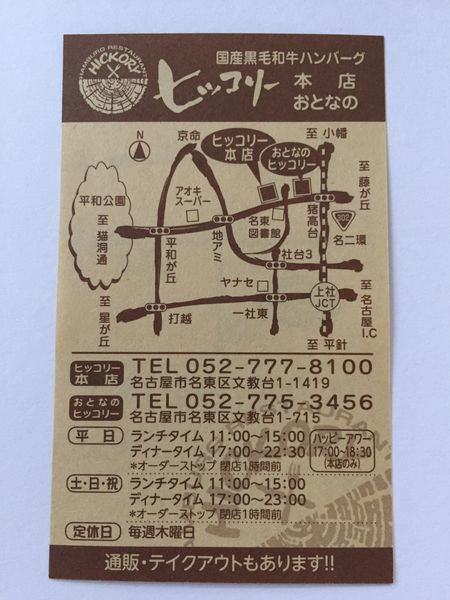 HAMBURG RESTAURANT
HICKORY
国産黒毛和牛ハンバーグ
ヒッコリー 本店
おとなの
N
京命
ヒッコリー
本店
おとなの
ヒッコリー
至 小幡
至 藤が丘
平和公園
アオキ
スーパー
名東
図書館
猪高台
302
名二環
至 猫洞通
平和が丘
地アミ
社台3
至 星が丘
ヤナセ
上社
JCT
至 名古屋I.C
打越
一社東
至 平針
ヒッコリー
本店
TEL 052-777-8100
名古屋市名東区文教台1-1419
おとなの
ヒッコリー
TEL 052-775-3456
名古屋市名東区文教台1-715
平日
ランチタイム 11:00~15:00
ディナータイム 17:00~22:30
*オーダーストップ 閉店1時間前
ハッピーアワー
17:00~18:30
(本店のみ)
土・日・祝
ランチタイム 11:00~15:00
ディナータイム 17:00~23:00
*オーダーストップ 閉店1時間前
定休日 毎週木曜日
通販・テイクアウトもあります!!